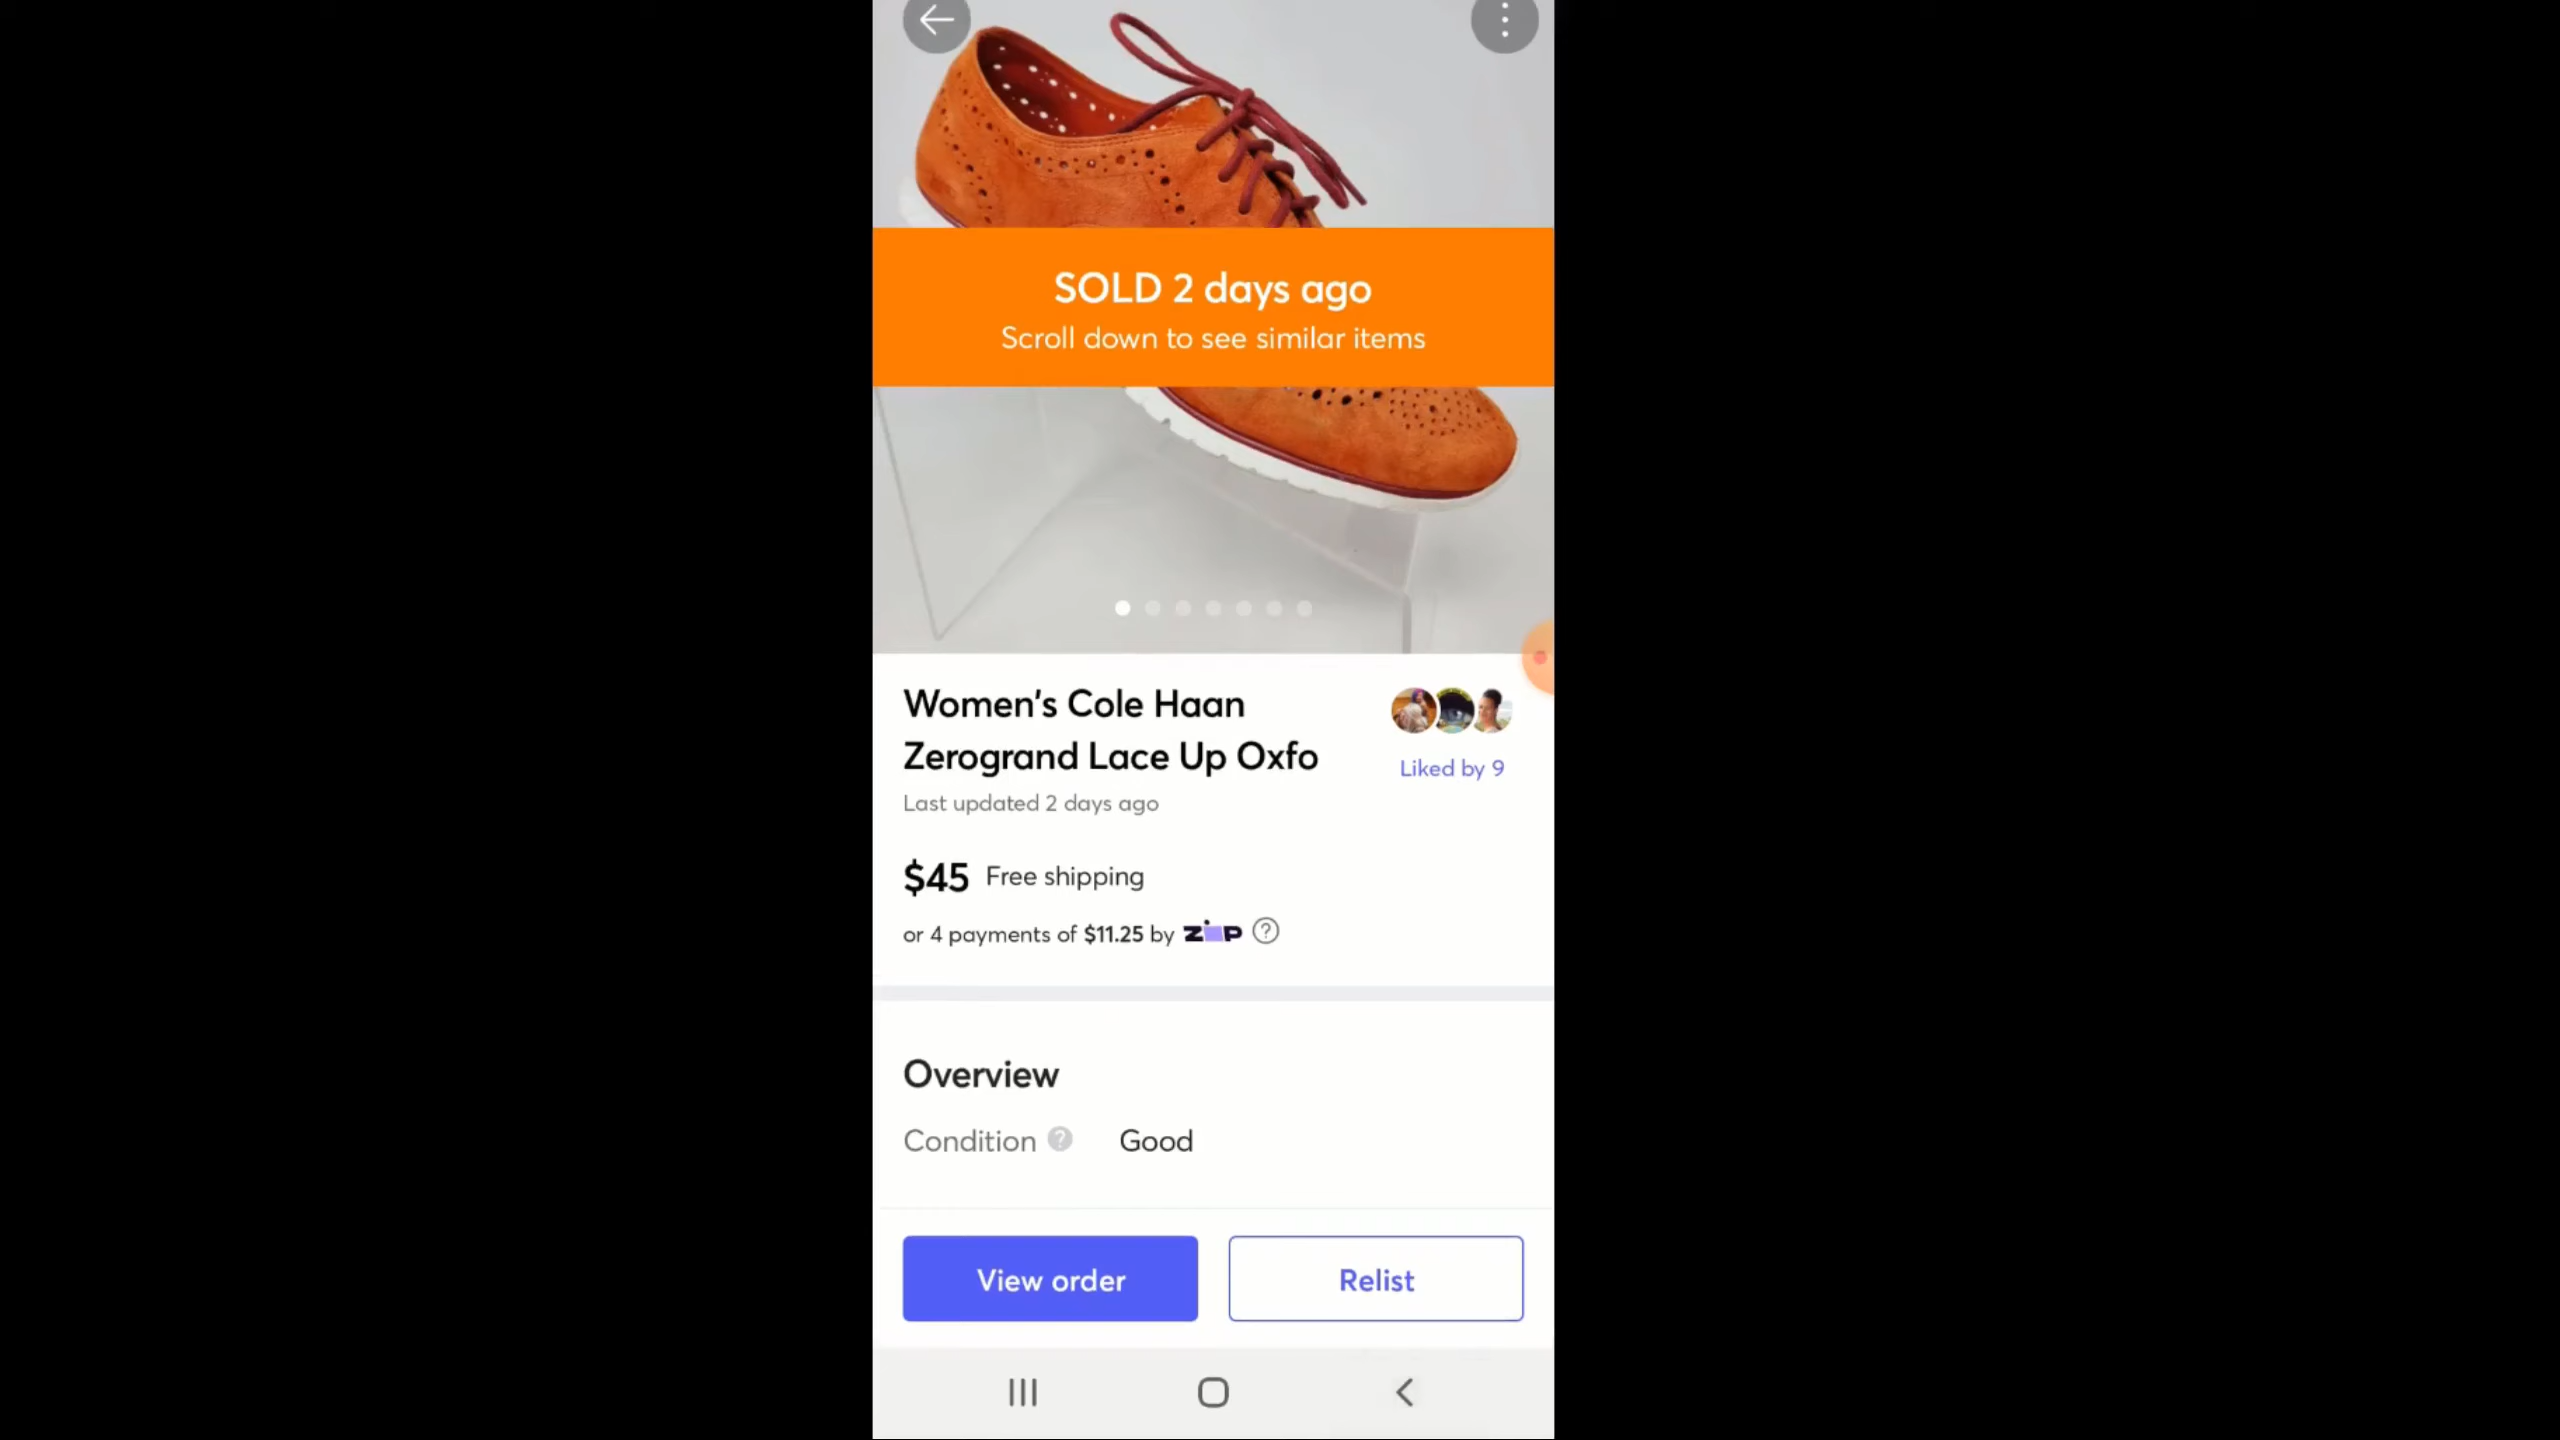 SOLD 2 days ago
Scroll down to see similar items
Women's Cole Haan
Zerogrand Lace Up Oxfo
Liked by 9
Last updated 2 days ago
$45 Free shipping
or 4 payments of $11.25 by ZIP ?
Overview
Condition ? Good
View order
Relist